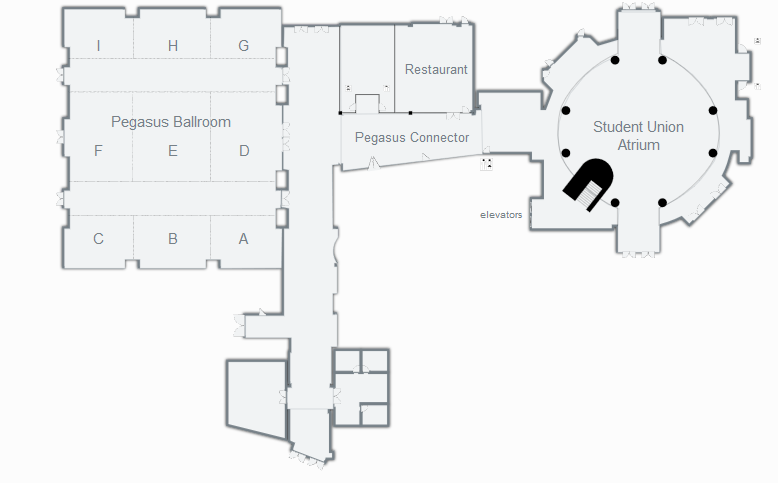 I H G
Restaurant
Pegasus Ballroom
Student Union
Atrium
Pegasus Connector
F E D
elevators
C B A